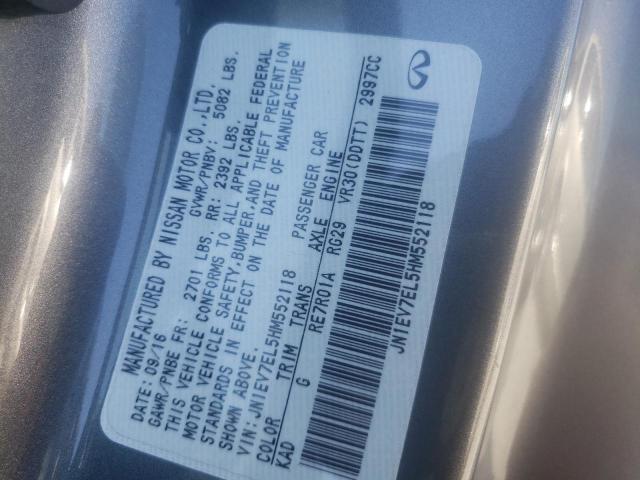 MANUFACTURED BY NISSAN MOTOR CO.,LTD.
DATE: 09/16 GVWR/PNBV: 5082 LBS.
GAWR/PNBE FR: 2701 LBS. RR: 2392 LBS.
THIS VEHICLE CONFORMS TO ALL APPLICABLE FEDERAL
MOTOR VEHICLE SAFETY,BUMPER,AND THEFT PREVENTION
STANDARDS IN EFFECT ON THE DATE OF MANUFACTURE
SHOWN ABOVE.
VIN: JN1EV7EL5HM552118 PASSENGER CAR
COLOR TRIM TRANS AXLE ENGINE
KAD G RE7R01A RG29 VR30(DDTT) 2997CC
JN1EV7EL5HM552118